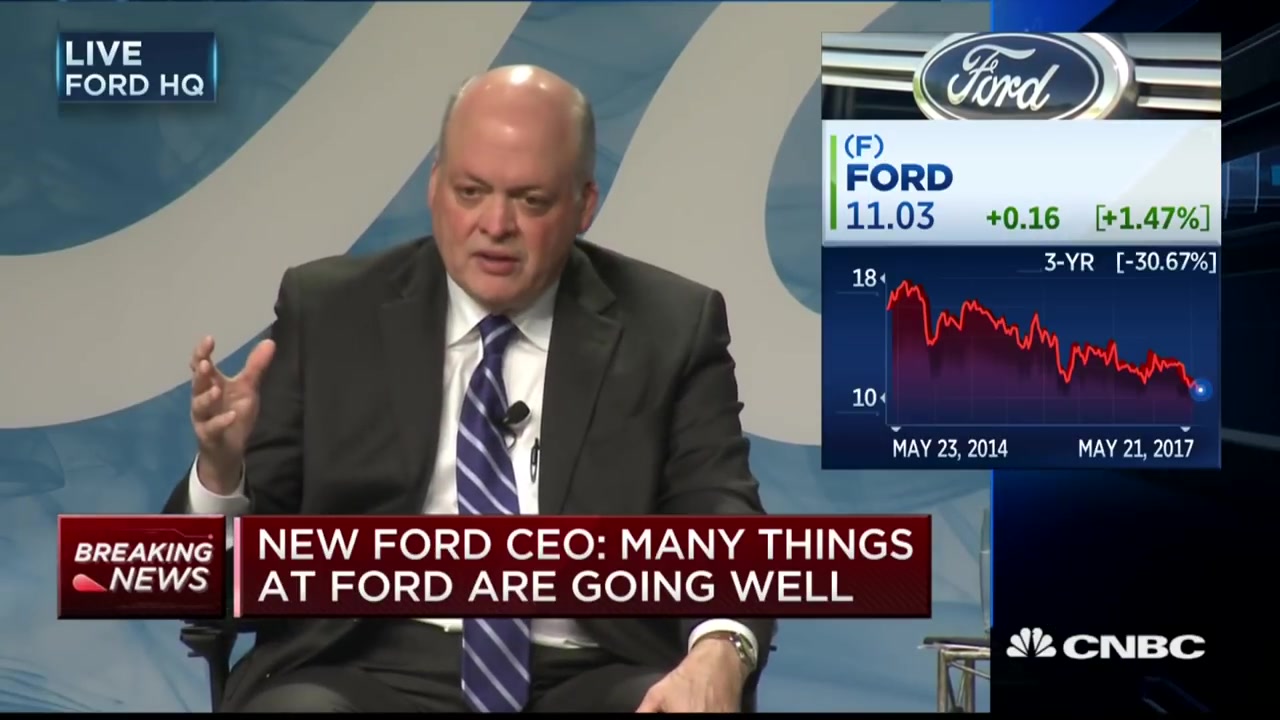 LIVE
FORD HQ
Ford
(F)
FORD
11.03 +0.16 [+1.47%]
3-YR [-30.67%]
18
10
MAY 23, 2014 MAY 21, 2017
BREAKING
NEWS
NEW FORD CEO: MANY THINGS
AT FORD ARE GOING WELL
CNBC